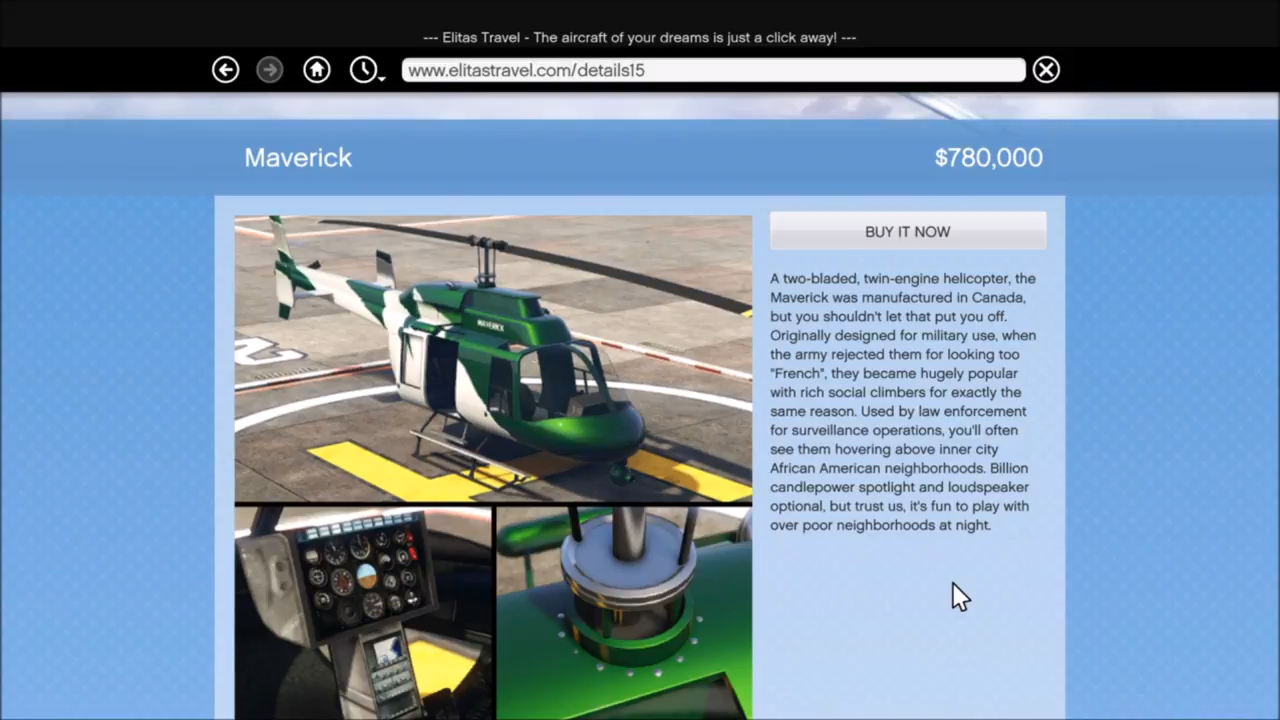 --- Elitas Travel - The aircraft of your dreams is just a click away! ---
www.elitastravel.com/details15
Maverick
$780,000
BUY IT NOW
A two-bladed, twin-engine helicopter, the
Maverick was manufactured in Canada,
but you shouldn't let that put you off.
Originally designed for military use, when
the army rejected them for looking too
"French", they became hugely popular
with rich social climbers for exactly the
same reason. Used by law enforcement
for surveillance operations, you'll often
see them hovering above inner city
African American neighborhoods. Billion
candlepower spotlight and loudspeaker
optional, but trust us, it's fun to play with
over poor neighborhoods at night.
MAVERICK